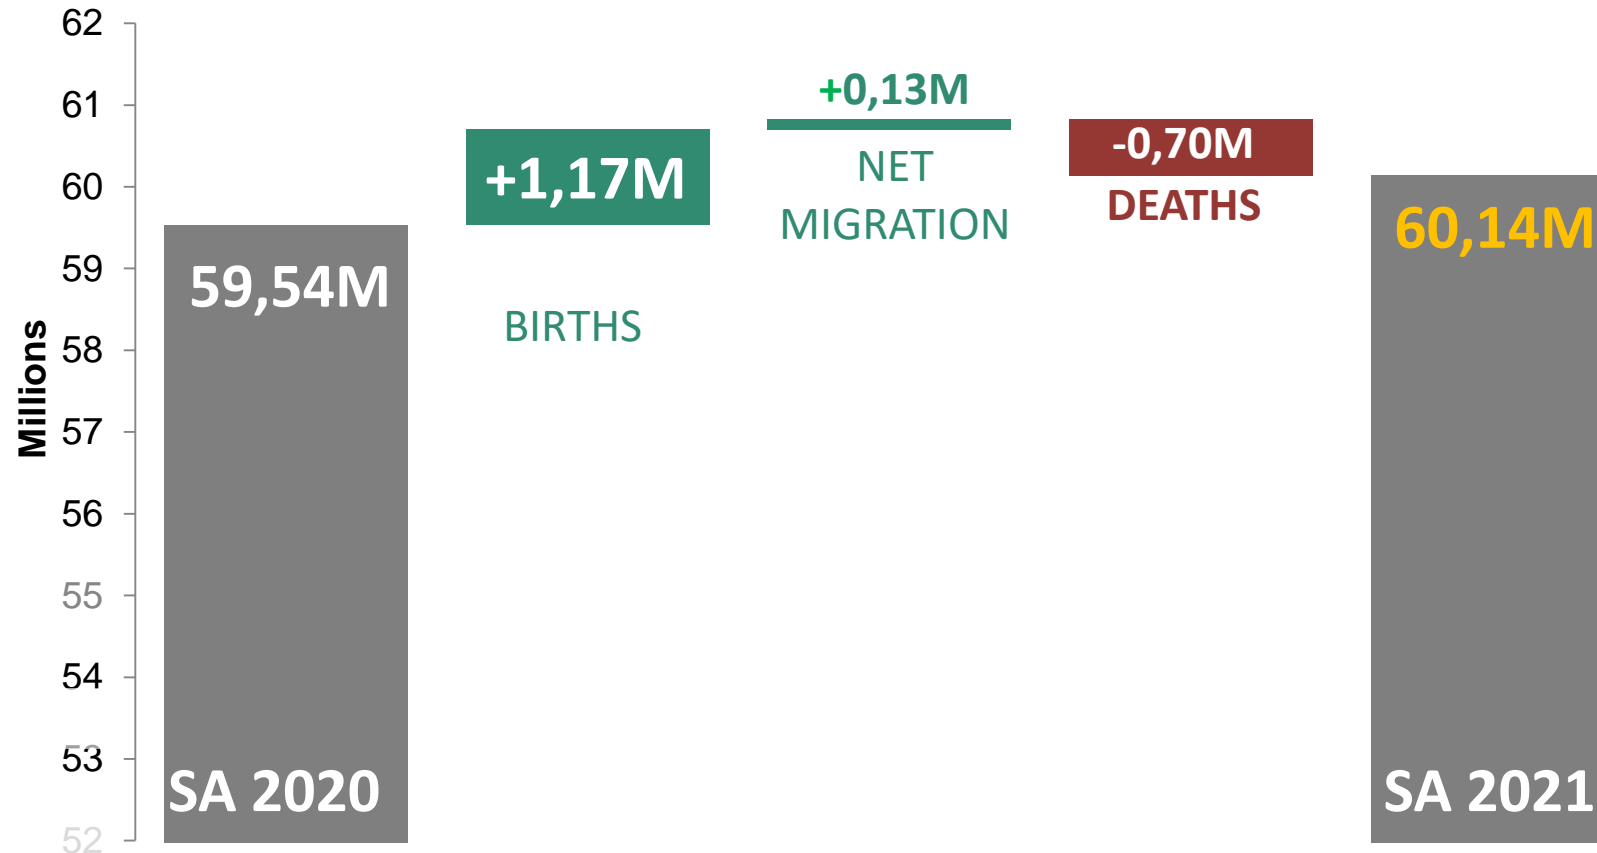 Millions
62
61
60
59
58
57
56
55
54
53
52
59,54M
SA 2020
+1,17M
BIRTHS
+0,13M
NET
MIGRATION
-0,70M
DEATHS
60,14M
SA 2021